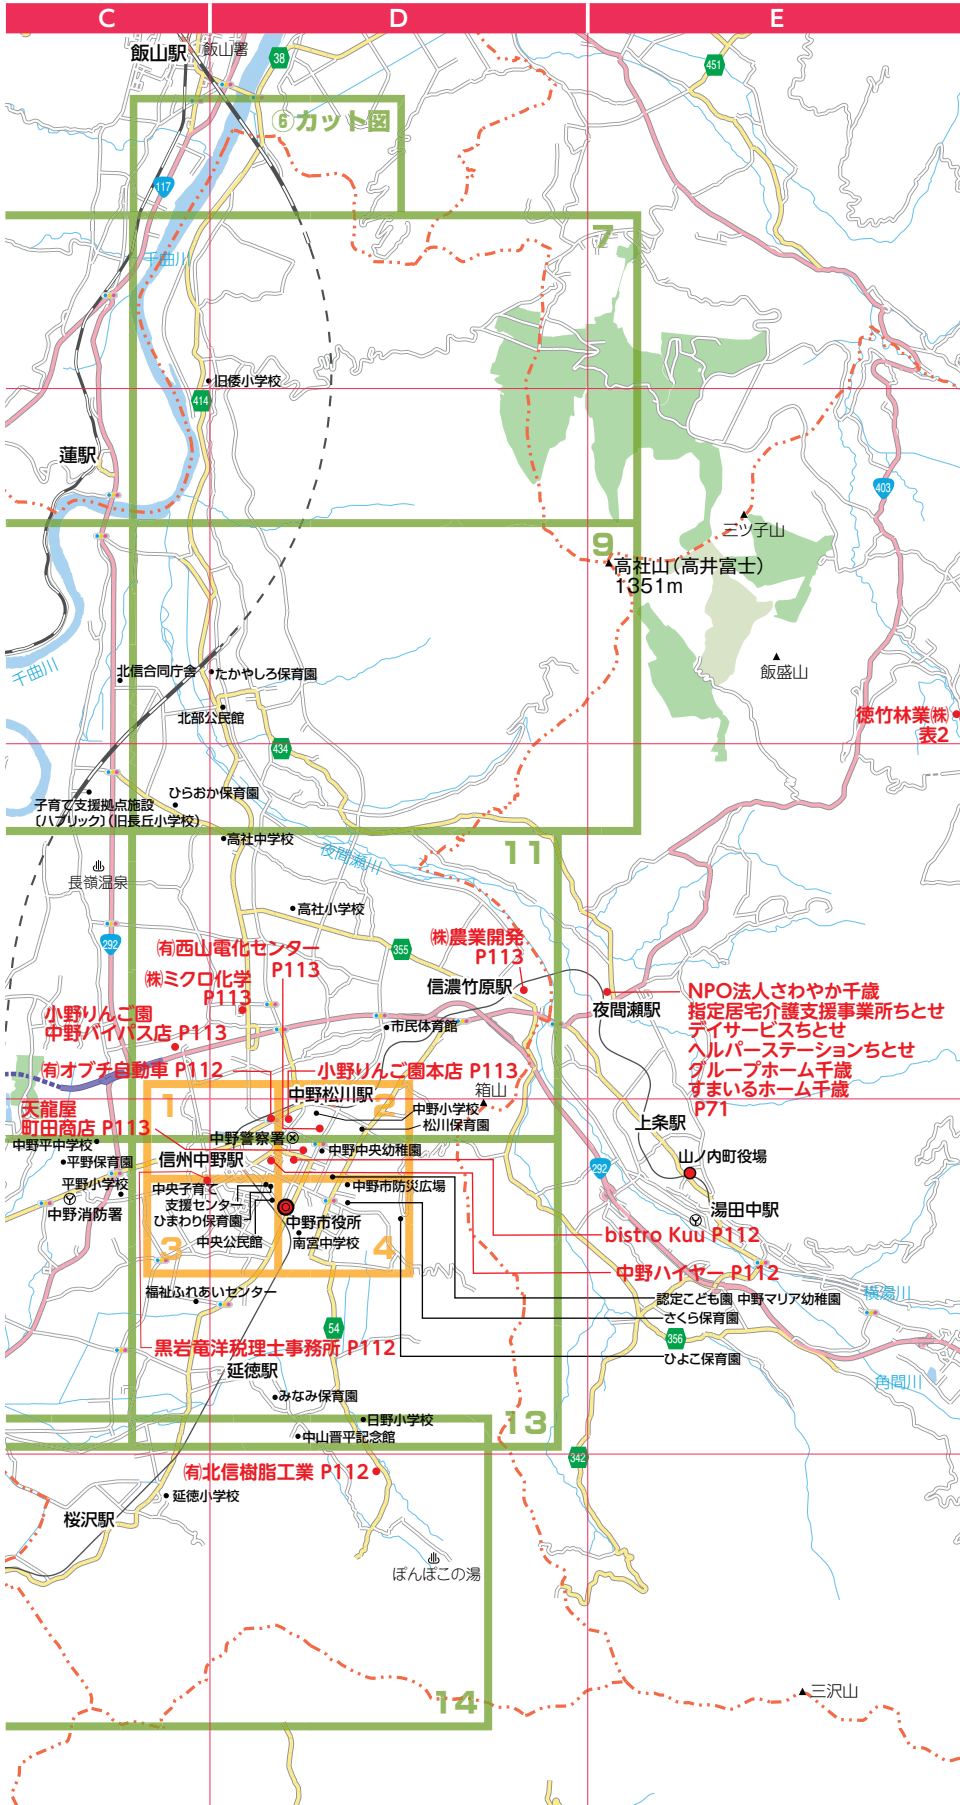 C
D
E
飯山駅
飯山署
38
451
⑥カット図
117
7
千曲川
旧倭小学校
414
蓮駅
403
三ツ子山
9
高社山(高井富士)
1351m
千曲川
北信合同庁舎
たかやしろ保育園
飯盛山
北部公民館
徳竹林業㈱
表2
434
ひらおか保育園
子育て支援拠点施設
〔ハブリック〕(旧長丘小学校)
高社中学校
11
夜間瀬川
長嶺温泉
高社小学校
292
㈲西山電化センター
P113
355
㈱農業開発
P113
㈱ミクロ化学
P113
信濃竹原駅
小野りんご園
中野バイパス店 P113
市民体育館
夜間瀬駅
NPO法人さわやか千歳
指定居宅介護支援事業所ちとせ
デイサービスちとせ
ヘルパーステーションちとせ
グループホーム千歳
すまいるホーム千歳
P71
㈲オブチ自動車 P112
小野りんご園本店 P113
箱山
天龍屋
町田商店 P113
1
中野松川駅
2
中野小学校
松川保育園
上条駅
中野平中学校
中野警察署
中野中央幼稚園
平野保育園
信州中野駅
山ノ内町役場
292
平野小学校
中央子育て
支援センター
中野市防災広場
中野消防署
ひまわり保育園
中野市役所
湯田中駅
中央公民館
南宮中学校
bistro Kuu P112
3
4
中野ハイヤー P112
福祉ふれあいセンター
認定こども園 中野マリア幼稚園
横湯川
さくら保育園
54
356
黒岩竜洋税理士事務所 P112
ひよこ保育園
延徳駅
角間川
みなみ保育園
日野小学校
13
中山晋平記念館
342
㈲北信樹脂工業 P112
延徳小学校
桜沢駅
ぽんぽこの湯
三沢山
14